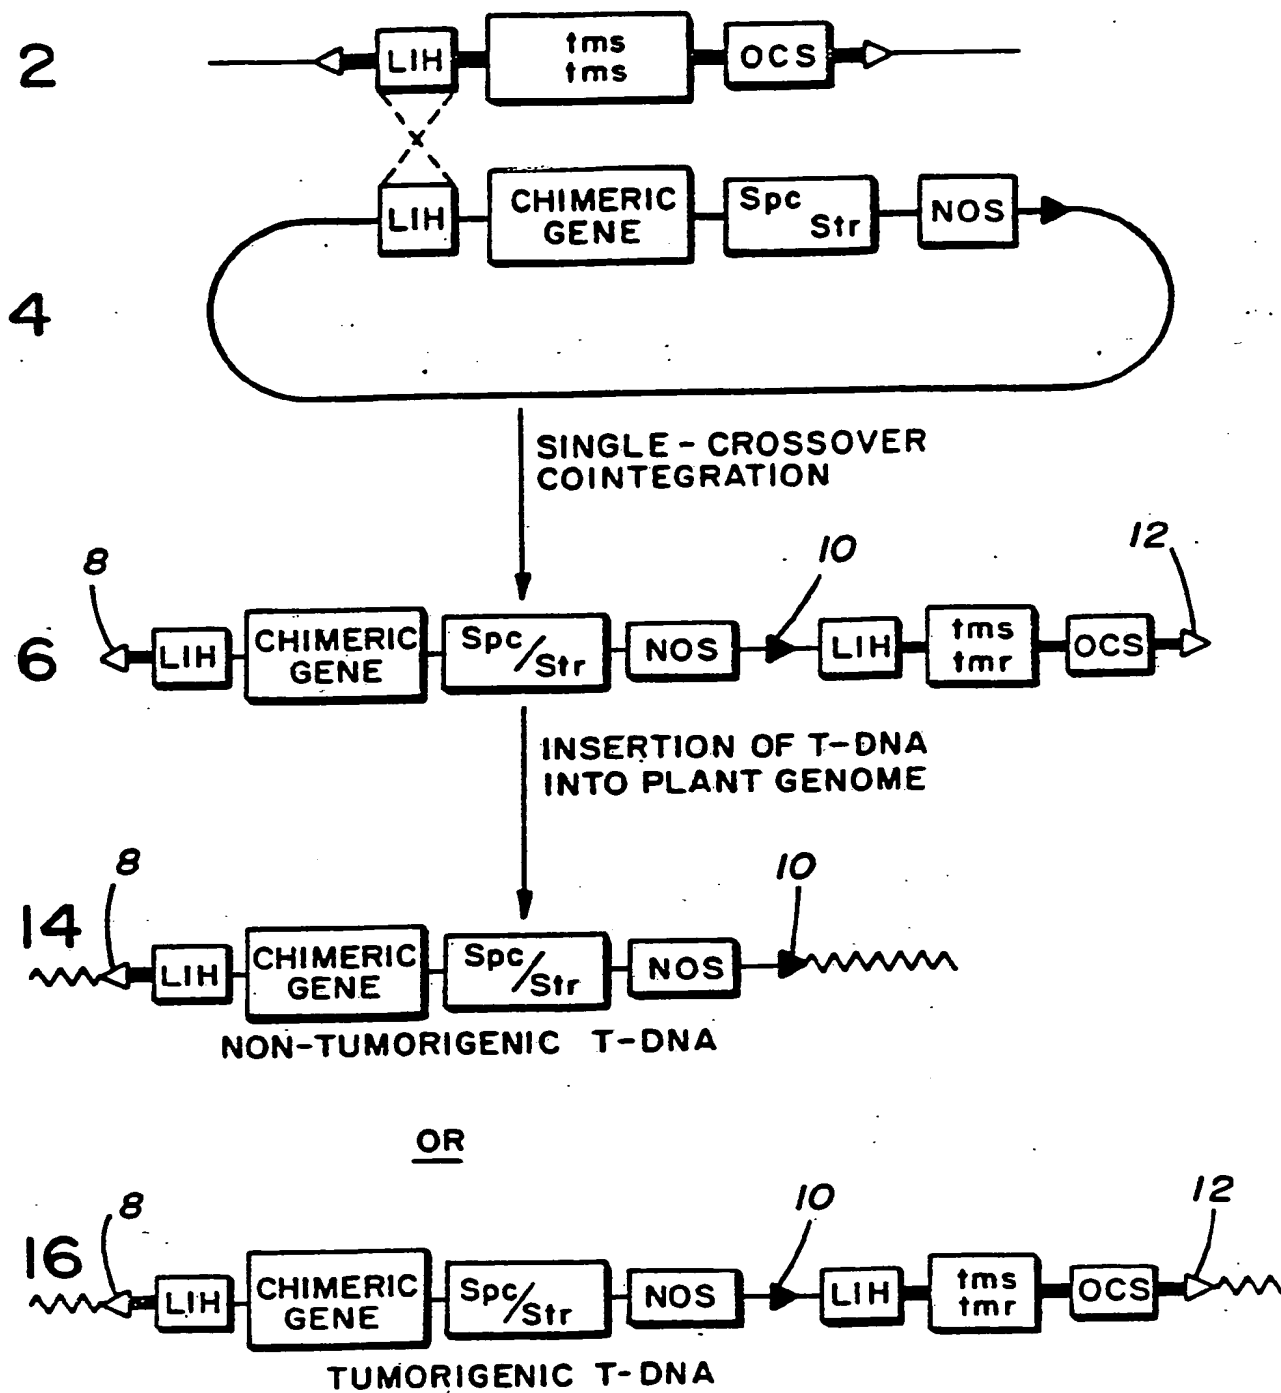 2
LIH
tms
tms
OCS
LIH
CHIMERIC
GENE
Spc
Str
NOS
4
SINGLE-CROSSOVER
COINTEGRATION
8
10
12
6
LIH
CHIMERIC
GENE
Spc/Str
NOS
LIH
tms
tmr
OCS
INSERTION OF T-DNA
INTO PLANT GENOME
8
10
14
LIH
CHIMERIC
GENE
Spc/Str
NOS
NON-TUMORIGENIC T-DNA
OR
8
10
12
16
LIH
CHIMERIC
GENE
Spc/Str
NOS
LIH
tms
tmr
OCS
TUMORIGENIC T-DNA